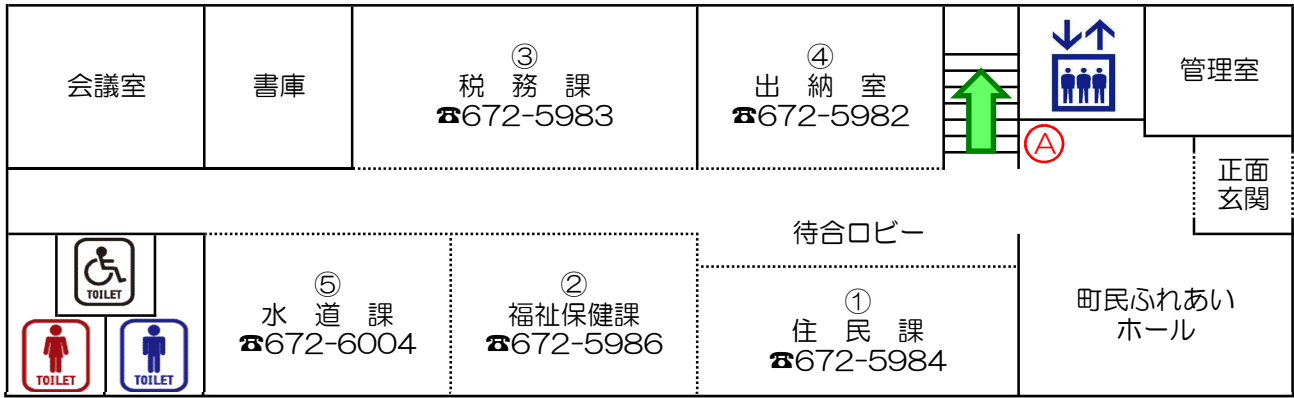 会議室
書庫
③
税 務 課
☎672-5983
④
出 納 室
☎672-5982
管理室
Ⓐ
正面
玄関
待合ロビー
TOILET
TOILET
TOILET
⑤
水 道 課
☎672-6004
②
福祉保健課
☎672-5986
①
住 民 課
☎672-5984
町民ふれあい
ホール